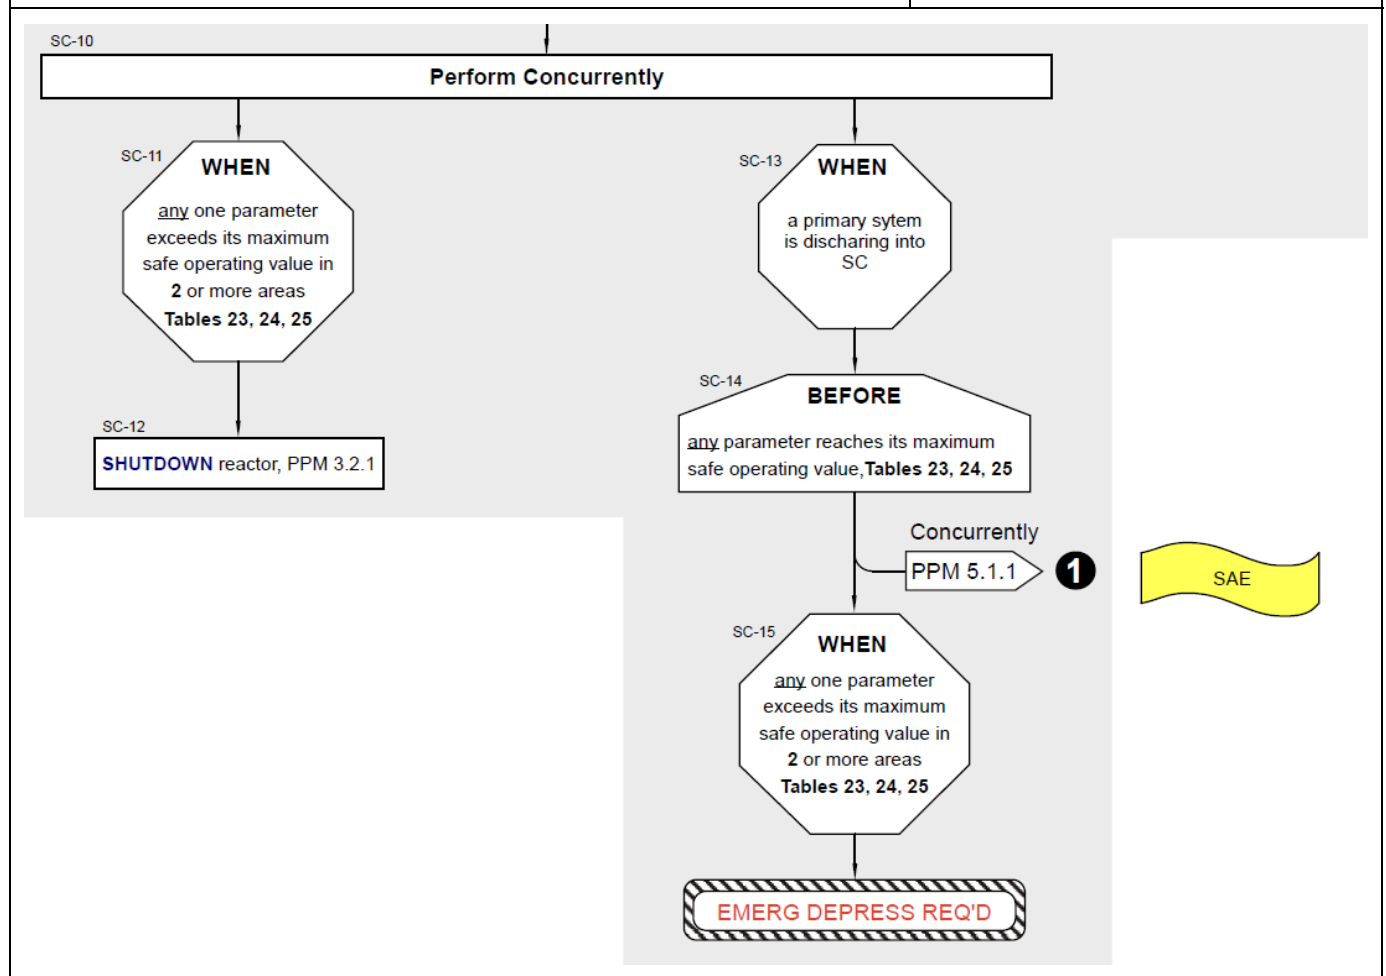 SC-10
Perform Concurrently
SC-11
WHEN
any one parameter
exceeds its maximum
safe operating value in
2 or more areas
Tables 23, 24, 25
SC-12
SHUTDOWN reactor, PPM 3.2.1
SC-13
WHEN
a primary sytem
is discharing into
SC
SC-14
BEFORE
any parameter reaches its maximum
safe operating value,Tables 23, 24, 25
Concurrently
PPM 5.1.1
1
SAE
SC-15
WHEN
any one parameter
exceeds its maximum
safe operating value in
2 or more areas
Tables 23, 24, 25
EMERG DEPRESS REQ'D